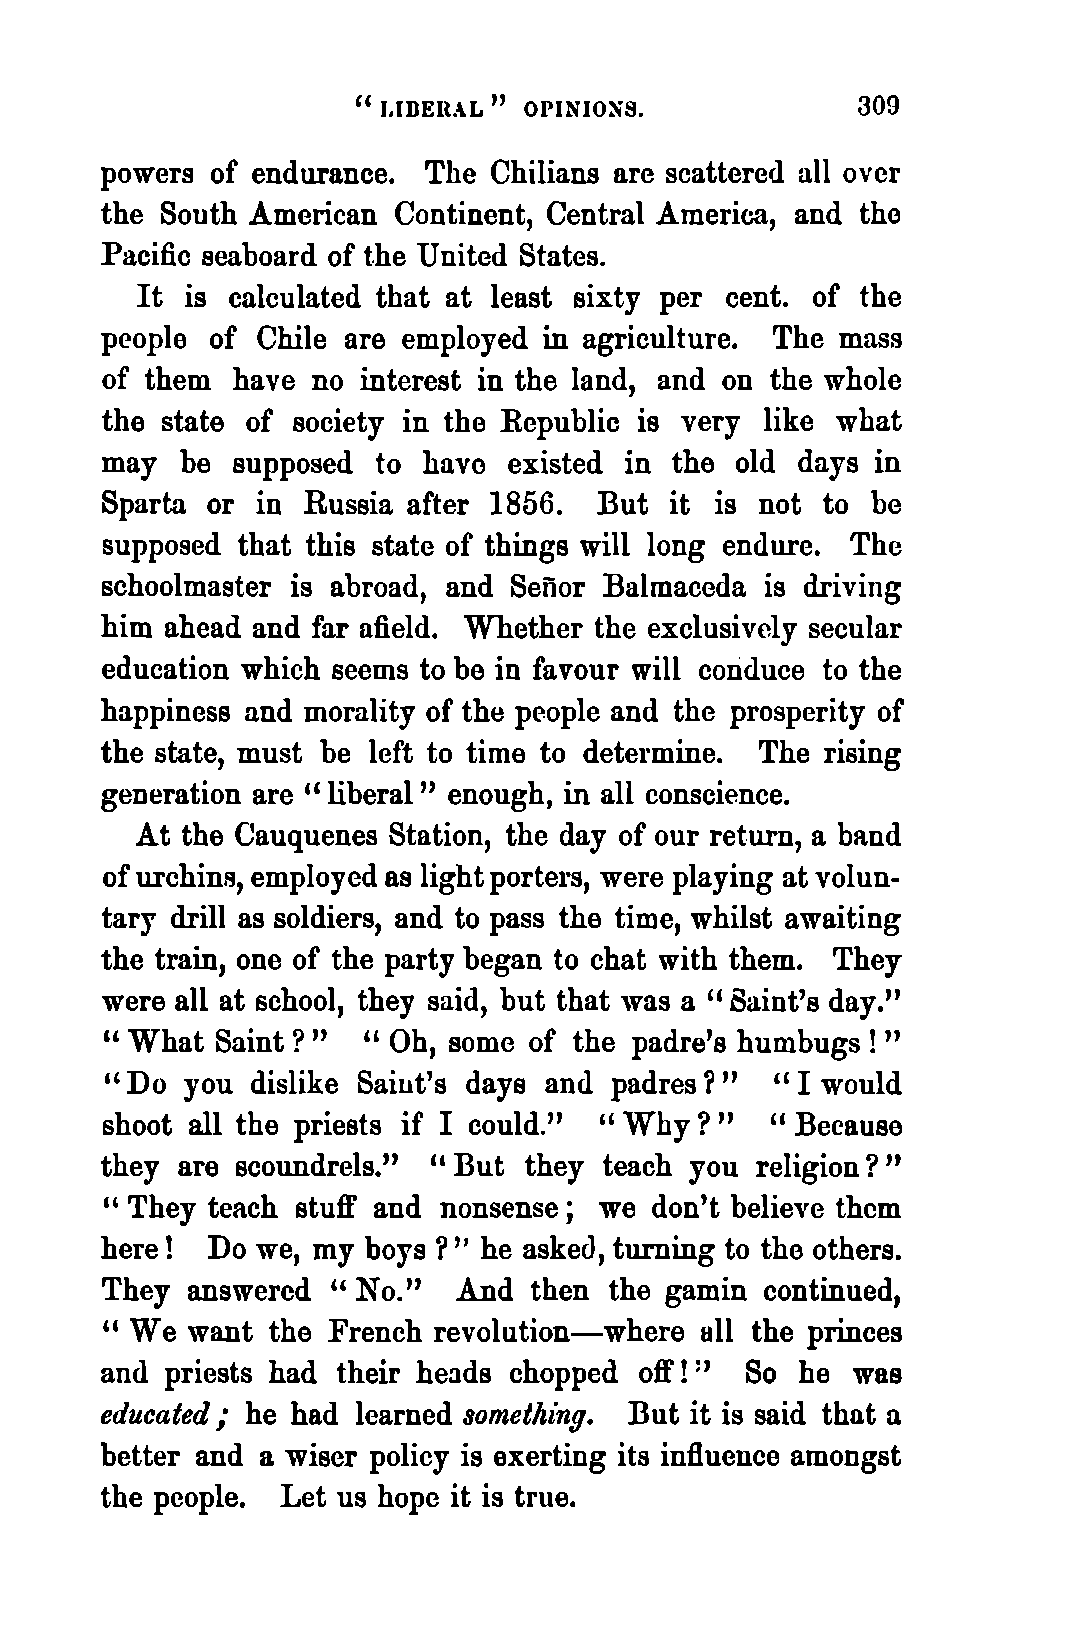 “ LIBERAL ” OPINIONS. 309
powers of endurance. The Chilians are scattered all over
the South American Continent, Central America, and the
Pacific seaboard of the United States.
It is calculated that at least sixty per cent. of the
people of Chile are employed in agriculture. The mass
of them have no interest in the land, and on the whole
the state of society in the Republic is very like what
may be supposed to have existed in the old days in
Sparta or in Russia after 1856. But it is not to be
supposed that this state of things will long endure. The
schoolmaster is abroad, and Señor Balmaceda is driving
him ahead and far afield. Whether the exclusively secular
education which seems to be in favour will conduce to the
happiness and morality of the people and the prosperity of
the state, must be left to time to determine. The rising
generation are “ liberal ” enough, in all conscience.
At the Cauquenes Station, the day of our return, a band
of urchins, employed as light porters, were playing at volun-
tary drill as soldiers, and to pass the time, whilst awaiting
the train, one of the party began to chat with them. They
were all at school, they said, but that was a “ Saint’s day.”
“ What Saint ? ” “ Oh, some of the padre’s humbugs ! ”
“ Do you dislike Saint’s days and padres ? ” “ I would
shoot all the priests if I could.” “ Why ? ” “ Because
they are scoundrels.” “ But they teach you religion ? ”
“ They teach stuff and nonsense ; we don’t believe them
here ! Do we, my boys ? ” he asked, turning to the others.
They answered “ No.” And then the gamin continued,
“ We want the French revolution—where all the princes
and priests had their heads chopped off ! ” So he was
educated ; he had learned something. But it is said that a
better and a wiser policy is exerting its influence amongst
the people. Let us hope it is true.